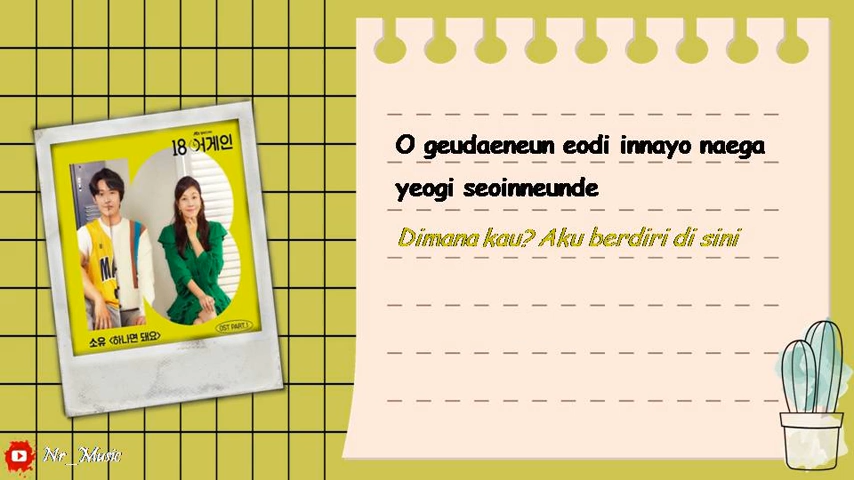 18 어게인
OST PART.1
소유 <하나면 돼요>
O geudaeneun eodi innayo naega
yeogi seoinneunde
Dimana kau? Aku berdiri di sini
Nr_Music